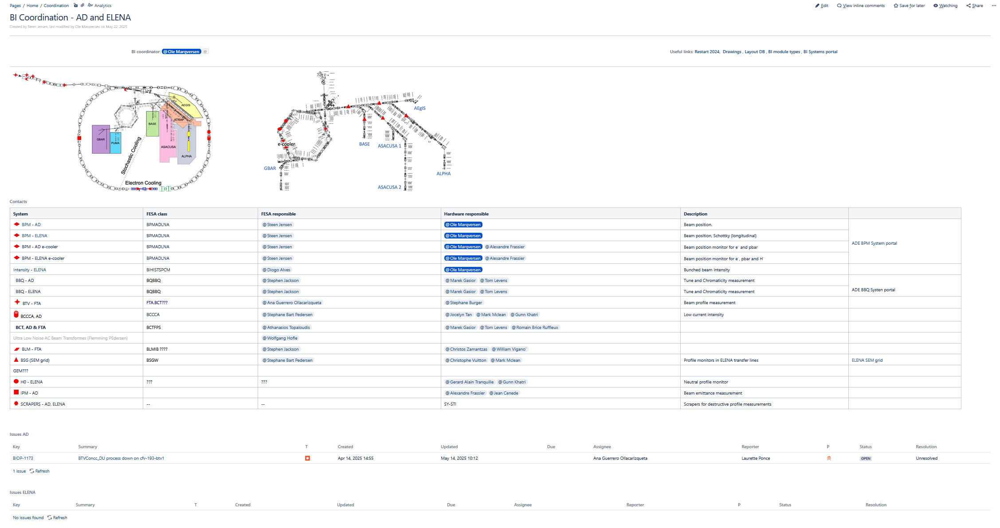 Pages / Home / Coordination Analytics
Edit View inline comments Save for later Watching Share ...
BI Coordination - AD and ELENA
Created by Steen Jensen, last modified by Ole Marqversen on May 22, 2025
BI coordinator: @Ole Marqversen @
Useful links: Restart 2024, Drawings , Layout DB , BI module types , BI Systems portal
AEGIS
ATRAP
BASE
GBAR
PUMA
ASACUSA
ALPHA
Stochastic Cooling
Electron Cooling
AEgIS
e-cooler
BASE
ASACUSA 1
GBAR
ALPHA
ASACUSA 2
Contacts
System FESA class FESA responsible Hardware responsible Description
BPM - AD BPMADLNA @Steen Jensen @Ole Marqversen Beam position.
BPM - ELENA BPMADLNA @Steen Jensen @Ole Marqversen Beam position, Schottky (longitudinal)
ADE BPM System portal
BPM - AD e-cooler BPMADLNA @Steen Jensen @Ole Marqversen @Alexandre Frassier Beam position monitor for e⁻ and pbar
BPM - ELENA e-cooler BPMADLNA @Steen Jensen @Ole Marqversen @Alexandre Frassier Beam position monitor for e⁻, pbar and H⁻
Intensity - ELENA BIHISTSPCM @Diogo Alves @Ole Marqversen Bunched beam intensity
BBQ - AD BQBBQ @Stephen Jackson @Marek Gasior @Tom Levens Tune and Chromaticity measurement
BBQ - ELENA BQBBQ @Stephen Jackson @Marek Gasior @Tom Levens Tune and Chromaticity measurement
ADE BBQ Systen portal
BTV - FTA FTA.BCT??? @Ana Guerrero Ollacarizqueta @Stephane Burger Beam profile measurement
BCCCA, AD BCCCA @Stephane Bart Pedersen @Jocelyn Tan @Mark Mclean @Gunn Khatri Low current intensity
BCT, AD & FTA BCTFPS @Athanasios Topaloudis @Marek Gasior @Tom Levens @Romain Brice Ruffieux
Ultra Low Noise AC Beam Transformes (Flemming PEdersen) @Wolfgang Hofle
BLM - FTA BLMIB ???? @Stephen Jackson @Christos Zamantzas @William Vigano'
BSG (SEM grid) BSGW @Stephane Bart Pedersen @Christophe Vuitton @Mark Mclean Profile monitors in ELENA transfer lines ELENA SEM grid
GEM???
H0 - ELENA ??? ??? @Gerard Alain Tranquille @Gunn Khatri Neutral profile monitor
IPM - AD @Alexandre Frassier @Jean Cenede Beam emittance measurement
SCRAPERS - AD, ELENA -- -- SY-STI Scrapers for destructive profile measurements
Issues AD
Key Summary T Created Updated Due Assignee Reporter P Status Resolution
BIOP-1173 BTVConcc_DU process down on cfv-193-btv1 Apr 14, 2025 14:55 May 14, 2025 10:12 Ana Guerrero Ollacarizqueta Laurette Ponce OPEN Unresolved
1 issue Refresh
Issues ELENA
Key Summary T Created Updated Due Assignee Reporter P Status Resolution
No issues found Refresh